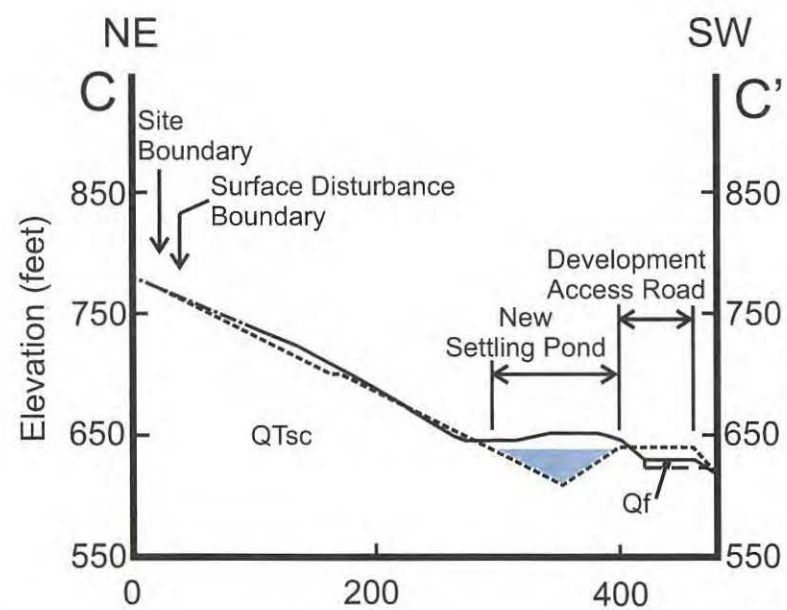 NE
SW
C
C'
Site
Boundary
Surface Disturbance
Boundary
Development
Access Road
New
Settling Pond
Elevation (feet)
850
750
650
550
850
750
650
550
QTsc
Qf
0
200
400